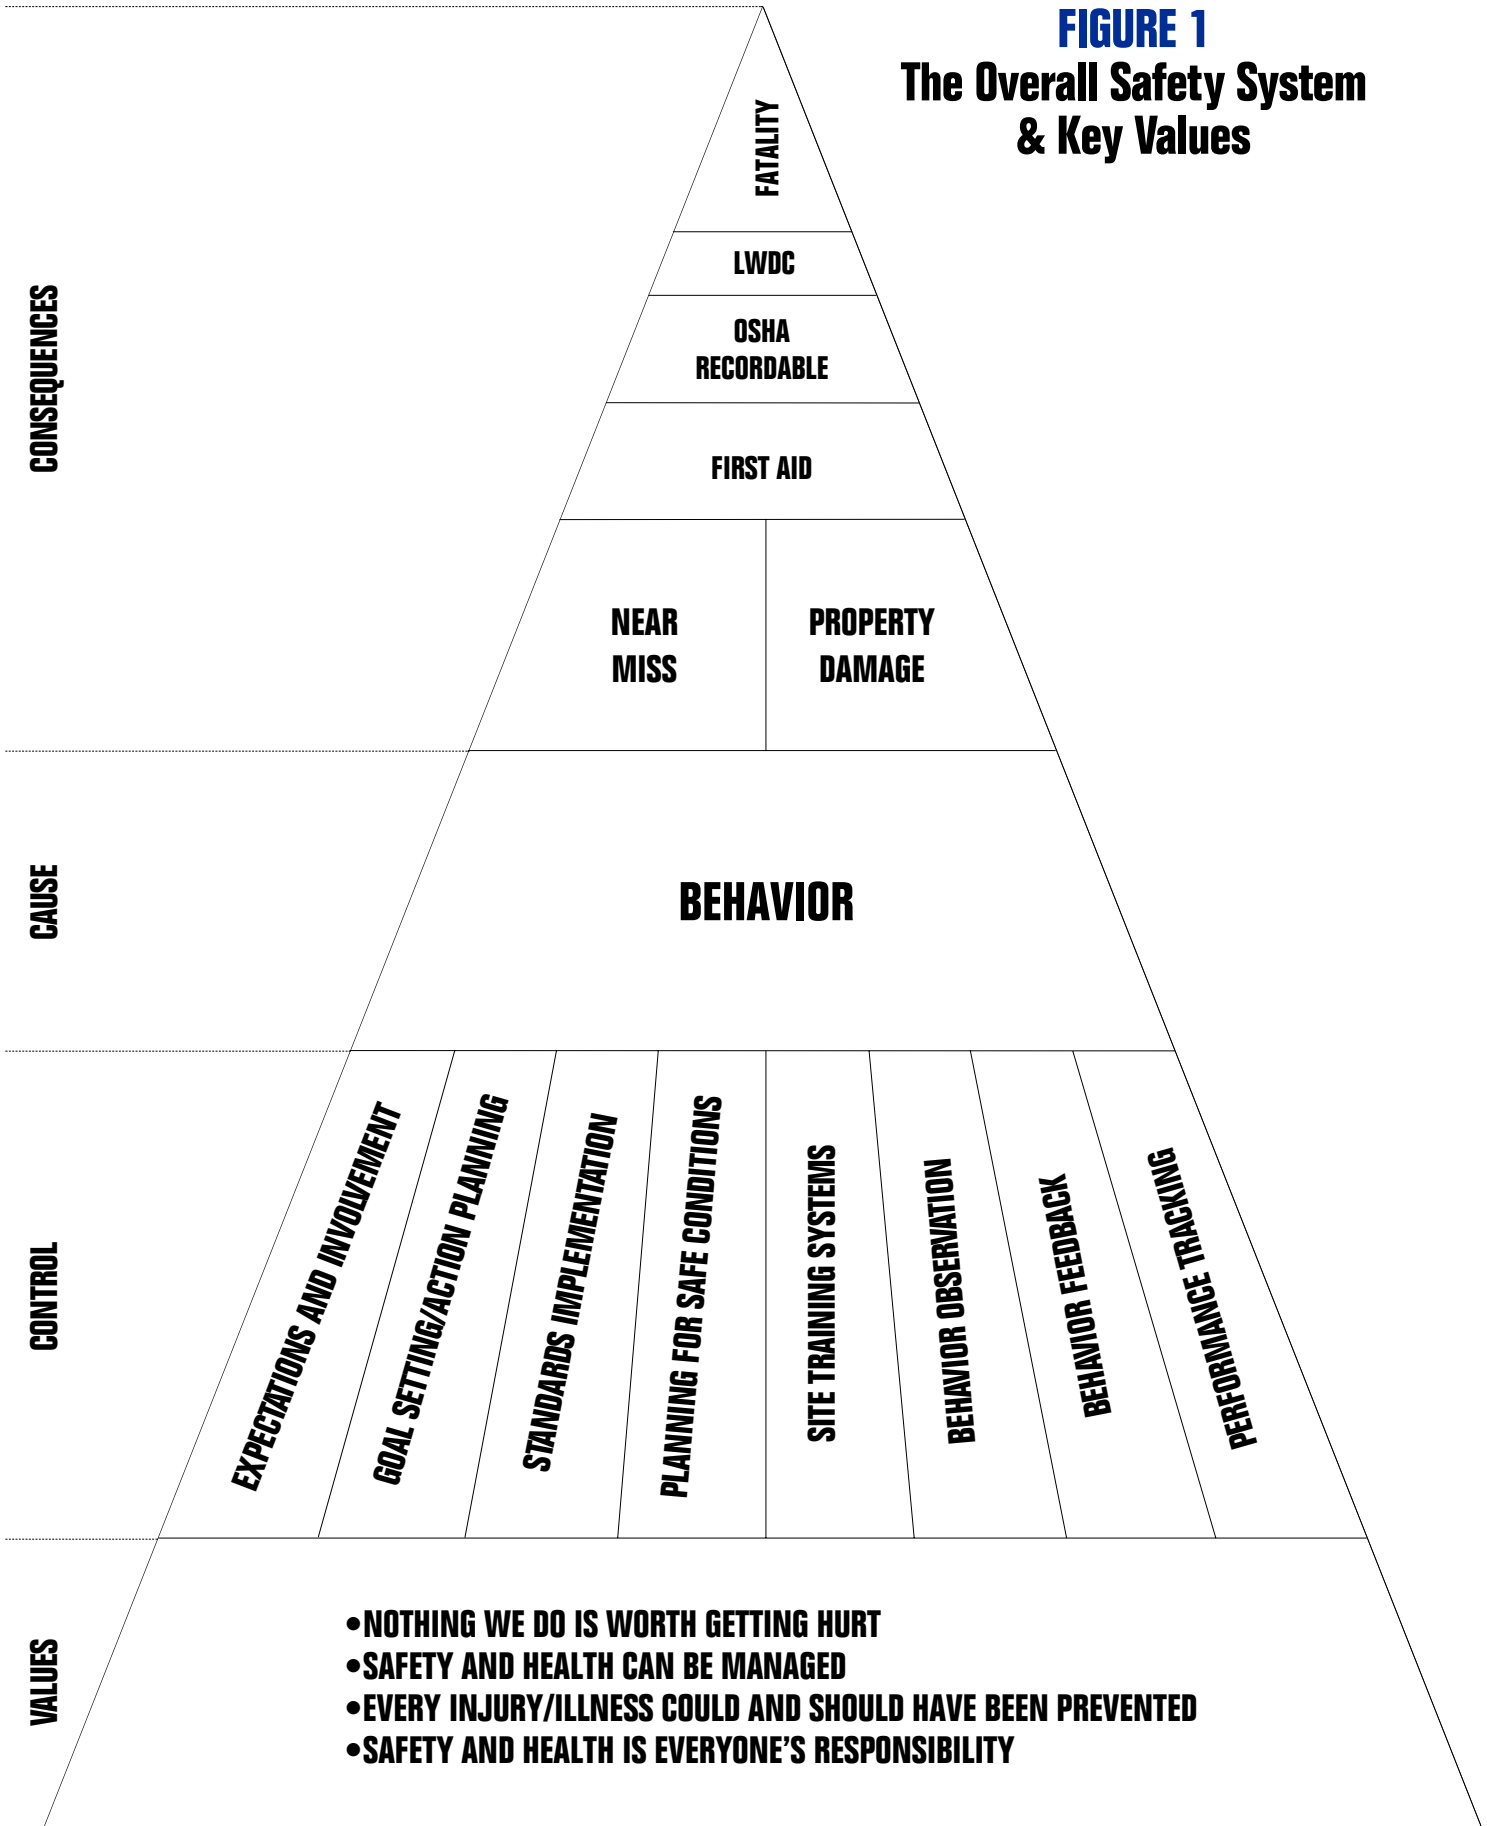 FIGURE 1
The Overall Safety System
& Key Values
CONSEQUENCES
FATALITY
LWDC
OSHA
RECORDABLE
FIRST AID
NEAR
MISS
PROPERTY
DAMAGE
CAUSE
BEHAVIOR
CONTROL
EXPECTATIONS AND INVOLVEMENT
GOAL SETTING/ACTION PLANNING
STANDARDS IMPLEMENTATION
PLANNING FOR SAFE CONDITIONS
SITE TRAINING SYSTEMS
BEHAVIOR OBSERVATION
BEHAVIOR FEEDBACK
PERFORMANCE TRACKING
VALUES
•NOTHING WE DO IS WORTH GETTING HURT
•SAFETY AND HEALTH CAN BE MANAGED
•EVERY INJURY/ILLNESS COULD AND SHOULD HAVE BEEN PREVENTED
•SAFETY AND HEALTH IS EVERYONE’S RESPONSIBILITY